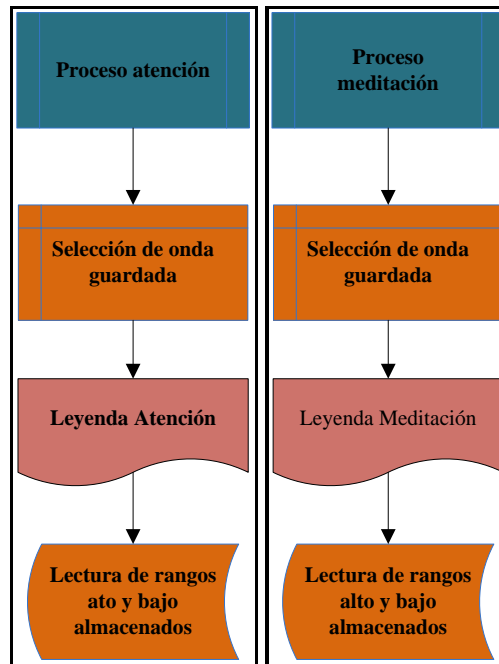 Proceso atención
Selección de onda
guardada
Leyenda Atención
Lectura de rangos
ato y bajo
almacenados
Proceso
meditación
Selección de onda
guardada
Leyenda Meditación
Lectura de rangos
alto y bajo
almacenados